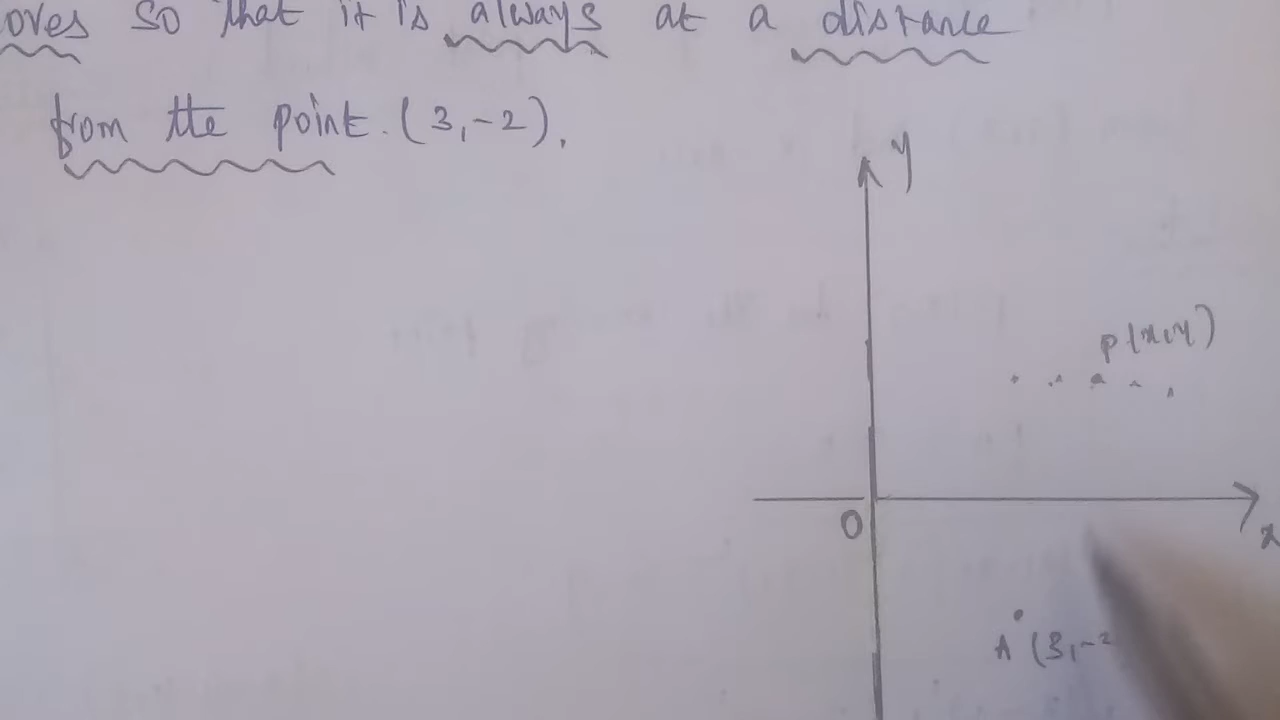 oves so that it is always at a distance
from the point. (3,-2).
y
P(x,y)
O
x
A (3,-2